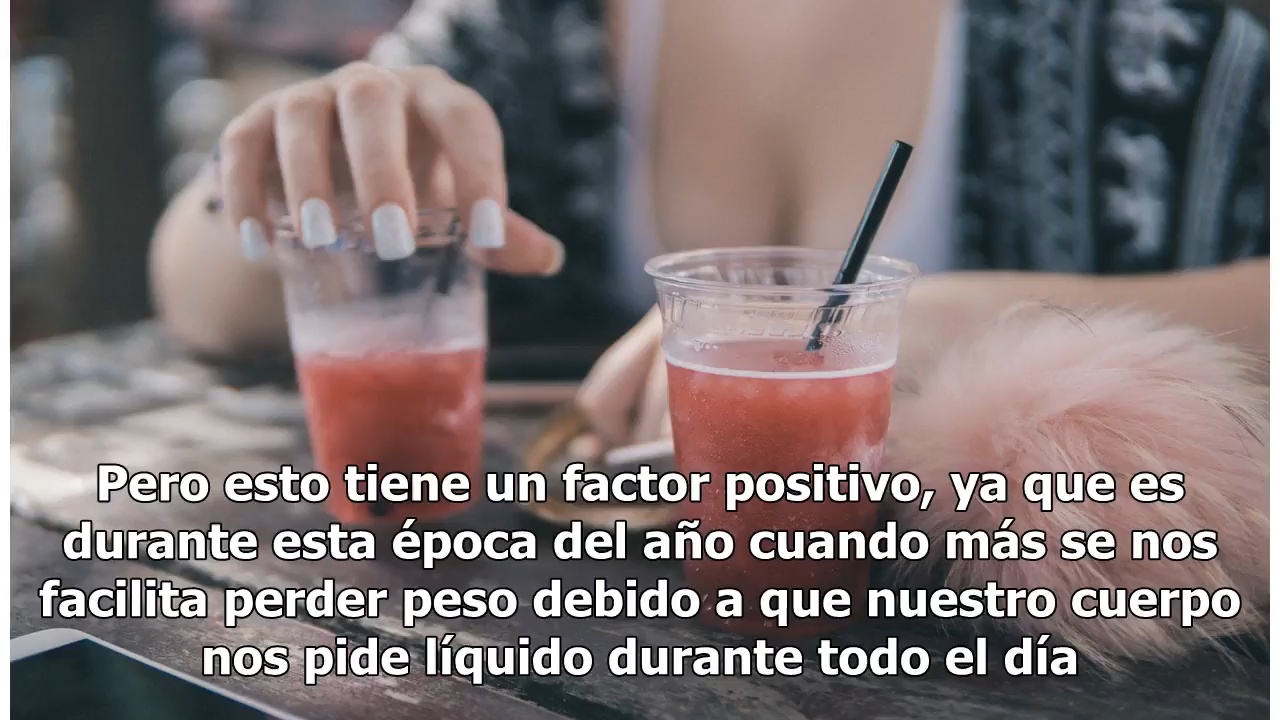 Pero esto tiene un factor positivo, ya que es
durante esta época del año cuando más se nos
facilita perder peso debido a que nuestro cuerpo
nos pide líquido durante todo el día